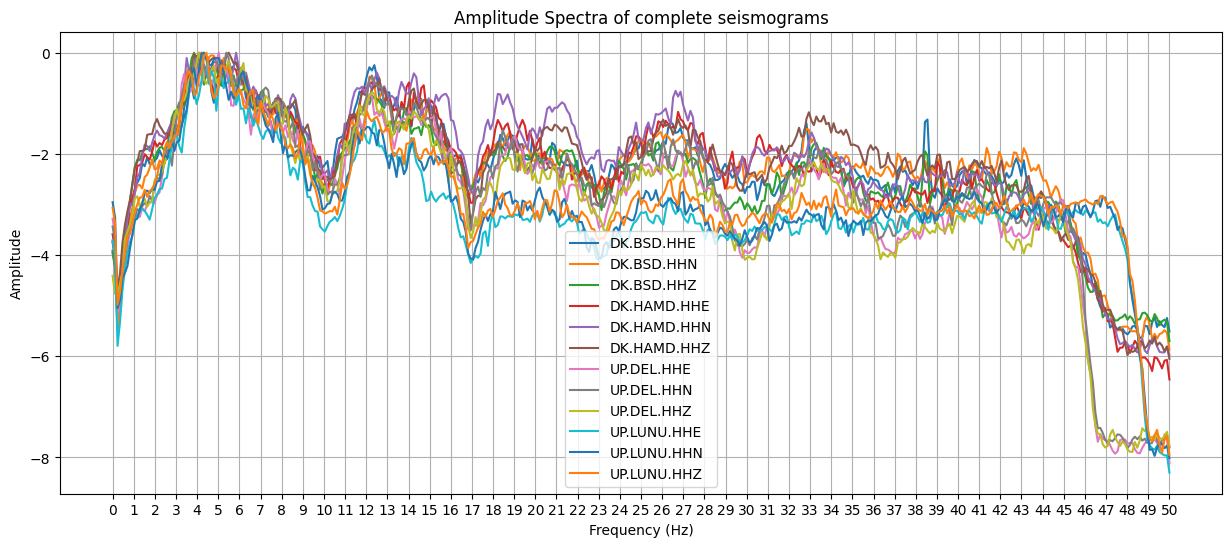 Amplitude Spectra of complete seismograms
0
−2
−4
−6
−8
Amplitude
DK.BSD.HHE
DK.BSD.HHN
DK.BSD.HHZ
DK.HAMD.HHE
DK.HAMD.HHN
DK.HAMD.HHZ
UP.DEL.HHE
UP.DEL.HHN
UP.DEL.HHZ
UP.LUNU.HHE
UP.LUNU.HHN
UP.LUNU.HHZ
0 1 2 3 4 5 6 7 8 9 10 11 12 13 14 15 16 17 18 19 20 21 22 23 24 25 26 27 28 29 30 31 32 33 34 35 36 37 38 39 40 41 42 43 44 45 46 47 48 49 50
Frequency (Hz)